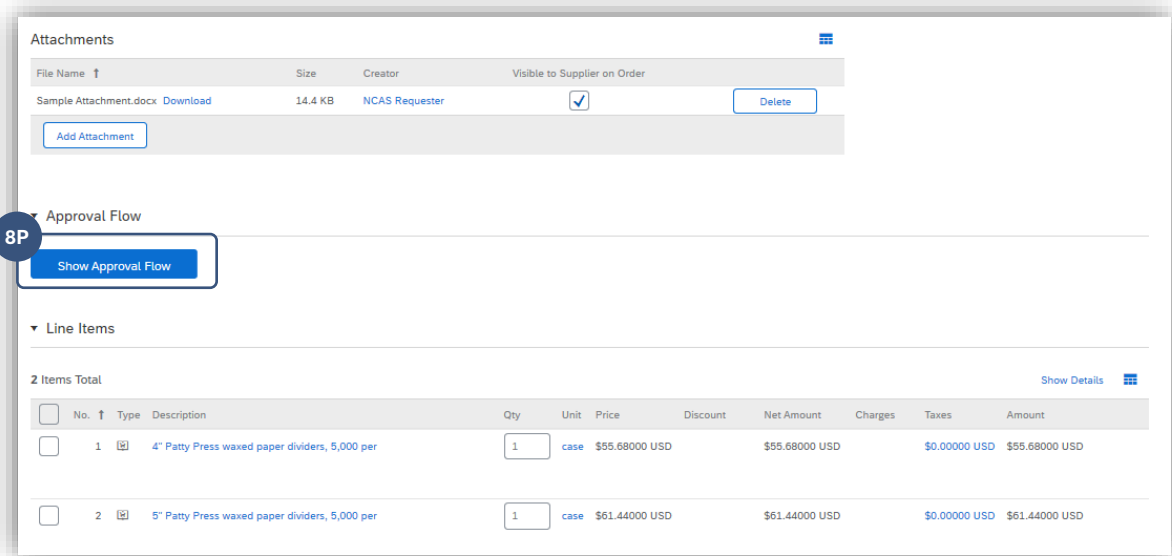 Attachments
File Name ↑ Size Creator Visible to Supplier on Order
Sample Attachment.docx Download 14.4 KB NCAS Requester Delete
Add Attachment
Approval Flow
8P
Show Approval Flow
Line Items
2 Items Total Show Details
No. ↑ Type Description Qty Unit Price Discount Net Amount Charges Taxes Amount
1 4" Patty Press waxed paper dividers, 5,000 per 1 case $55.68000 USD $55.68000 USD $0.00000 USD $55.68000 USD
2 5" Patty Press waxed paper dividers, 5,000 per 1 case $61.44000 USD $61.44000 USD $0.00000 USD $61.44000 USD